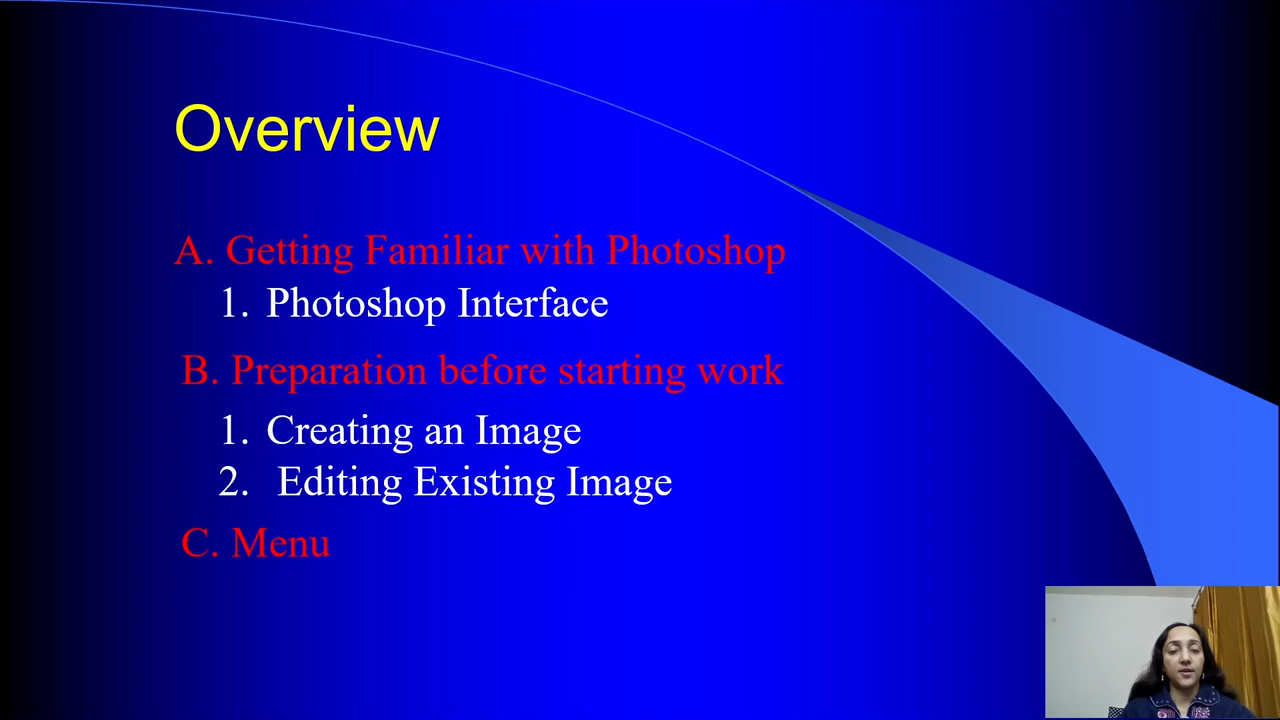 Overview
A. Getting Familiar with Photoshop
1. Photoshop Interface
B. Preparation before starting work
1. Creating an Image
2. Editing Existing Image
C. Menu